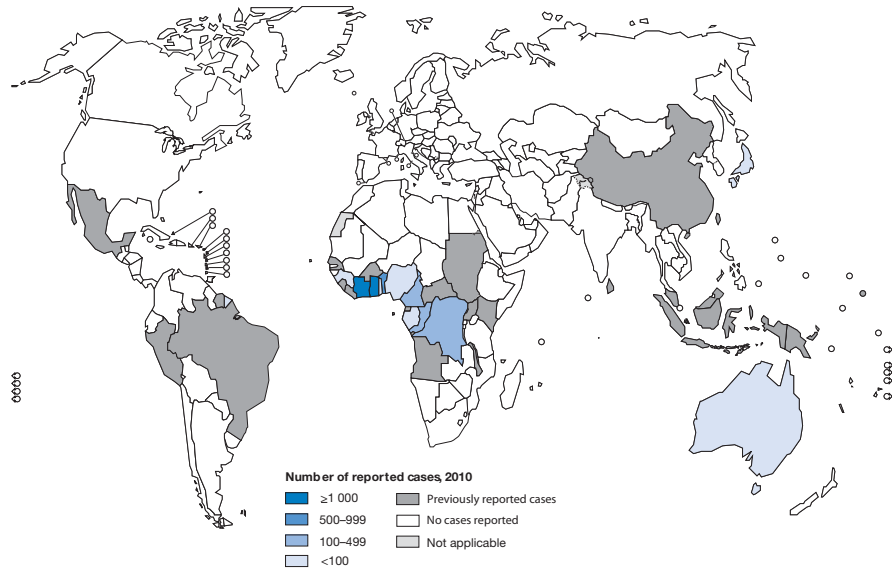 Number of reported cases, 2010
≥1 000
500–999
100–499
<100
Previously reported cases
No cases reported
Not applicable